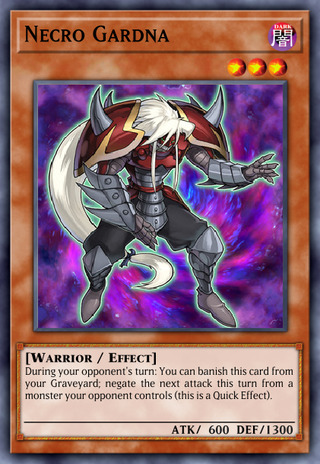 Necro Gardna
DARK
闇
[Warrior / Effect]
During your opponent's turn: You can banish this card from
your Graveyard; negate the next attack this turn from a
monster your opponent controls (this is a Quick Effect).
ATK/ 600 DEF/1300